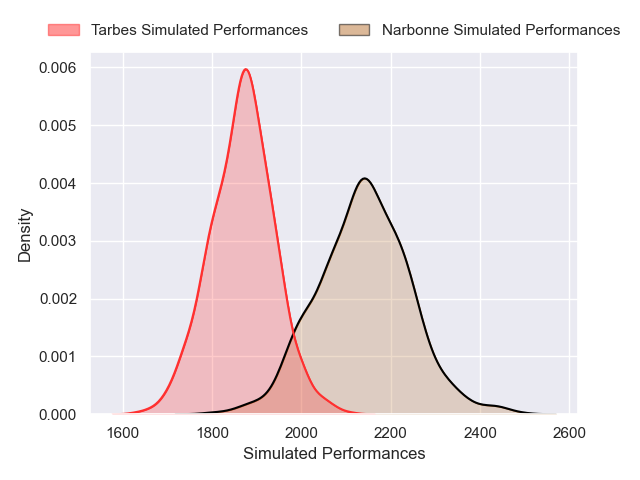 Tarbes Simulated Performances Narbonne Simulated Performances
0.006
0.005
0.004
0.003
0.002
0.001
0.000
Density
1600 1800 2000 2200 2400 2600
Simulated Performances